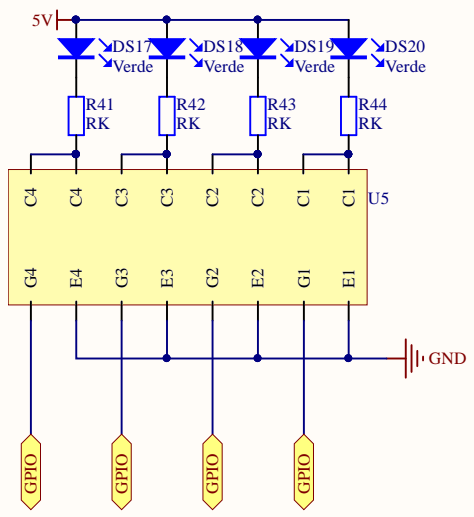 5V
DS17 DS18 DS19 DS20
Verde Verde Verde Verde
R41 R42 R43 R44
RK RK RK RK
C4 C4 C3 C3 C2 C2 C1 C1
U5
G4 E4 G3 E3 G2 E2 G1 E1
GND
GPIO GPIO GPIO GPIO